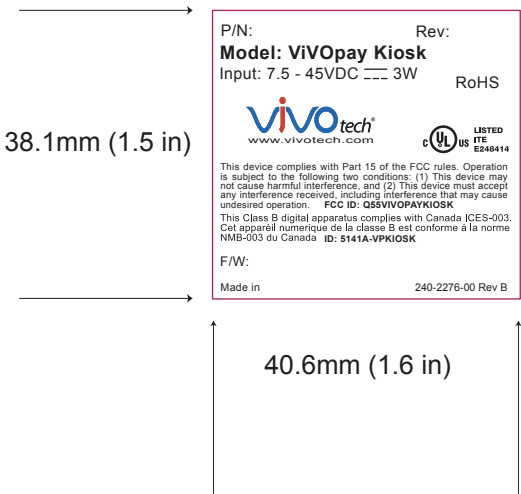 P/N: Rev:
Model: ViVOpay Kiosk
Input: 7.5 - 45VDC 3W
RoHS
38.1mm (1.5 in)
ViVOtech®
www.vivotech.com
c UL US LISTED
ITE
E248414
This device complies with Part 15 of the FCC rules. Operation
is subject to the following two conditions: (1) This device may
not cause harmful interference, and (2) This device must accept
any interference received, including interference that may cause
undesired operation. FCC ID: Q55VIVOPAYKIOSK
This Class B digital apparatus complies with Canada ICES-003.
Cet apparèil numerique de la classe B est conforme á la norme
NMB-003 du Canada ID: 5141A-VPKIOSK
F/W:
Made in 240-2276-00 Rev B
40.6mm (1.6 in)